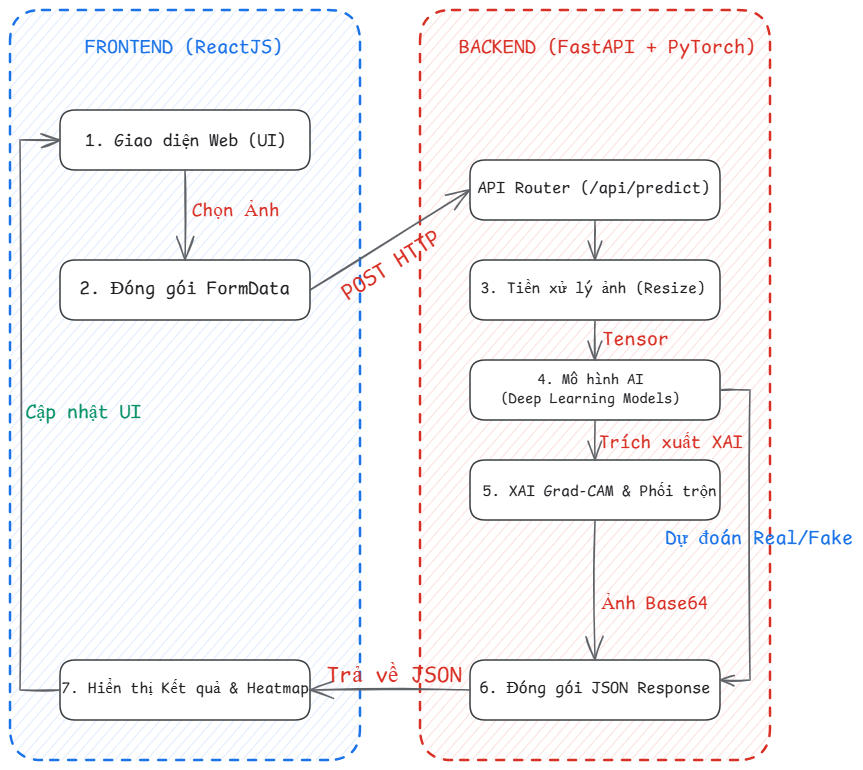 FRONTEND (ReactJS)
1. Giao diện Web (UI)
Chọn Ảnh
2. Đóng gói FormData
POST HTTP
Cập nhật UI
7. Hiển thị Kết quả & Heatmap
BACKEND (FastAPI + PyTorch)
API Router (/api/predict)
3. Tiền xử lý ảnh (Resize)
Tensor
4. Mô hình AI
(Deep Learning Models)
Trích xuất XAI
5. XAI Grad-CAM & Phối trộn
Dự đoán Real/Fake
Ảnh Base64
6. Đóng gói JSON Response
Trả về JSON